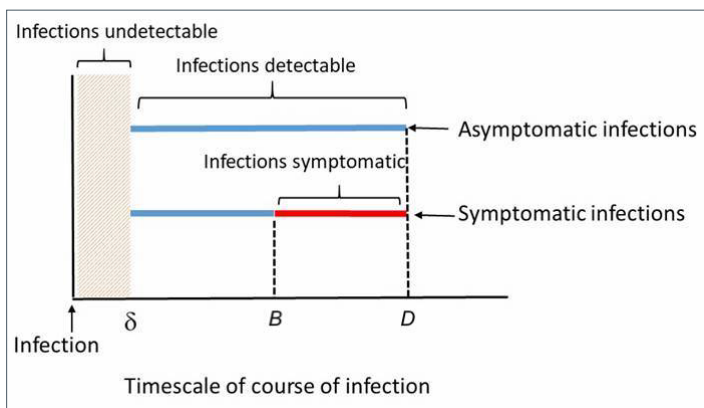 Infections undetectable
Infections detectable
Asymptomatic infections
Infections symptomatic
Symptomatic infections
δ
B
D
Infection
Timescale of course of infection